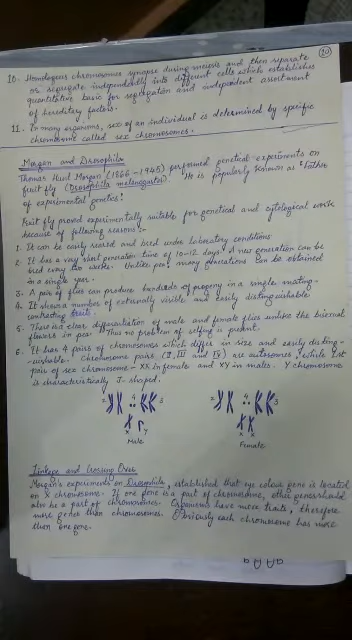 20
10. Homologous chromosomes synapse during meiosis and then separate
or segregate independently into different cells which establishes
quantitative basis for segregation and independent assortment
of hereditary factors.
11. In many organisms, sex of an individual is determined by specific
chromosome called sex chromosomes.
Morgan and Drosophila
Thomas Hunt Morgan (1866-1945) performed genetical experiments on
fruit fly (Drosophila melanogaster). He is popularly known as "father
of experimental genetics".
Fruit fly proved experimentally suitable for genetical and cytological work
because of following reasons:-
1. It can be easily reared and bred under laboratory conditions.
2. It has a very short generation time of 10-12 days. A new generation can be
bred every two weeks. Unlike pea, many generations can be obtained
in a single year.
3. A pair of flies can produce hundreds of progeny in a single mating.
4. It shows a number of externally visible and easily distinguishable
contrasting traits.
5. There is clear differentiation of male and female flies unlike the bisexual
flowers in pea. Thus no problem of selfing is present.
6. It has 4 pairs of chromosomes which differ in size and easily disting-
-uishable. Chromosome pairs (II, III and IV) are autosomes, while 1st
pair of sex chromosome - XX in female and XY in males. Y chromosome
is characteristically J-shaped.
2 4 3
X Y
Male
2 4 3
X X
Female
Linkage and Crossing Over
Morgan's experiments on Drosophila, established that eye colour gene is located
on X chromosome. If one gene is a part of chromosome, other genes should
also be a part of chromosomes. Organisms have more traits, therefore
more genes than chromosomes. Obviously each chromosome has more
than one gene.